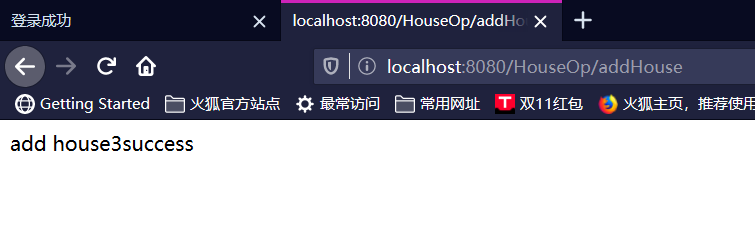 登录成功
localhost:8080/HouseOp/addHo
localhost:8080/HouseOp/addHouse
Getting Started 火狐官方站点 最常访问 常用网址 双11红包 火狐主页，推荐使用
add house3success